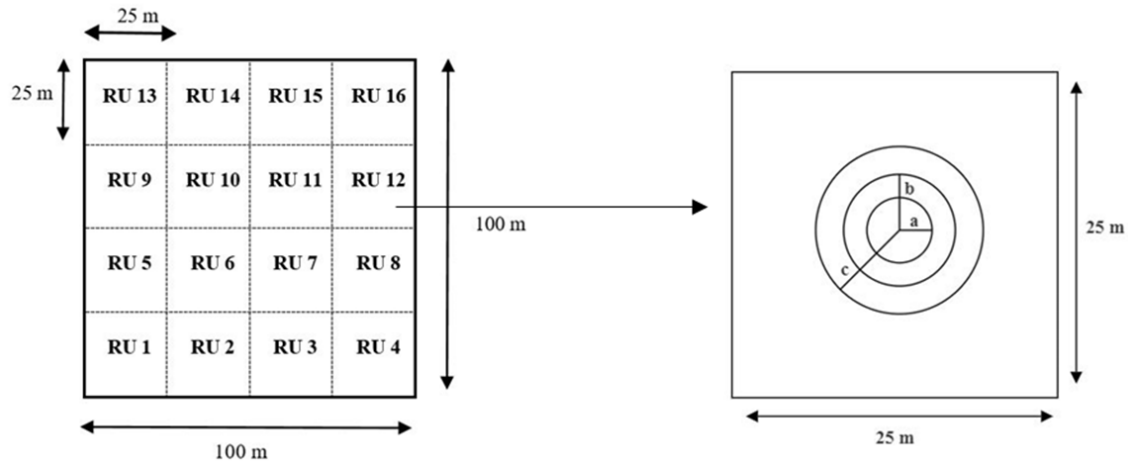 25 m
25 m
RU 13 RU 14 RU 15 RU 16
RU 9 RU 10 RU 11 RU 12
RU 5 RU 6 RU 7 RU 8
RU 1 RU 2 RU 3 RU 4
100 m
100 m
b
a
c
25 m
25 m